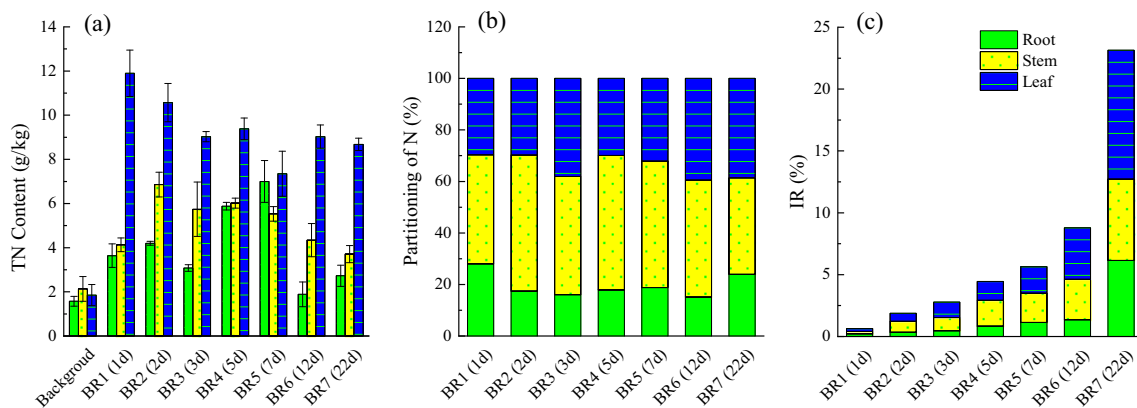 (a)
TN Content (g/kg)
14
12
10
8
6
4
2
0
Backgroud
BR1 (1d)
BR2 (2d)
BR3 (3d)
BR4 (5d)
BR5 (7d)
BR6 (12d)
BR7 (22d)
(b)
Partitioning of N (%)
120
100
80
60
40
20
0
BR1 (1d)
BR2 (2d)
BR3 (3d)
BR4 (5d)
BR5 (7d)
BR6 (12d)
BR7 (22d)
(c)
Root
Stem
Leaf
IR (%)
25
20
15
10
5
0
BR1 (1d)
BR2 (2d)
BR3 (3d)
BR4 (5d)
BR5 (7d)
BR6 (12d)
BR7 (22d)